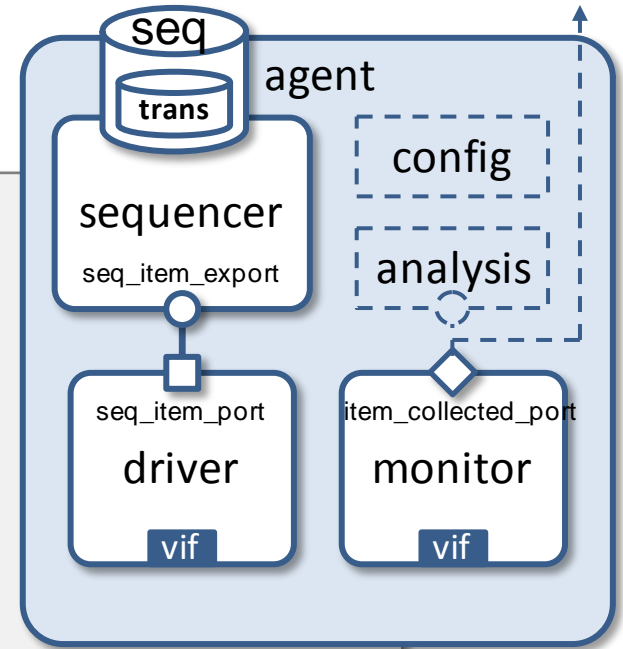 seq
trans
agent
config
sequencer
seq_item_export
analysis
seq_item_port
driver
vif
item_collected_port
monitor
vif